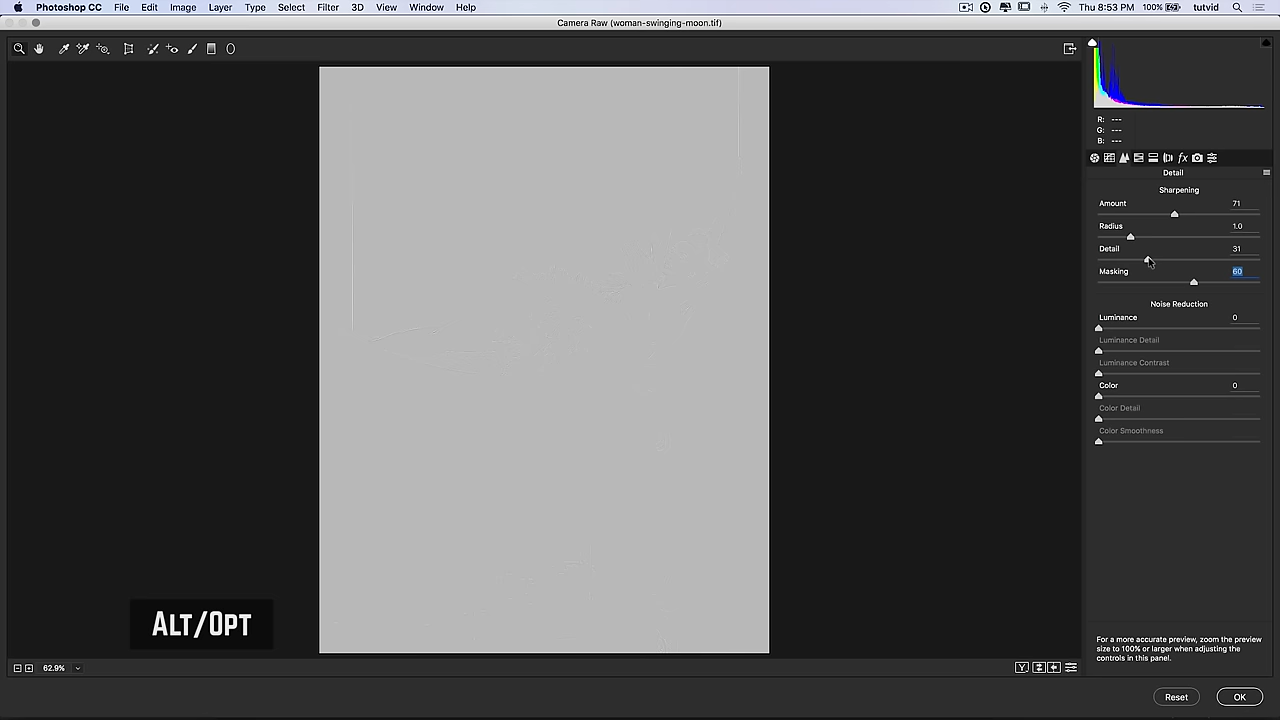 Photoshop CC File Edit Image Layer Type Select Filter 3D View Window Help Thu 8:53 PM 100% tutvid
Camera Raw (woman-swinging-moon.tif)
R: ---
G: ---
B: ---
fx
Detail
Sharpening
Amount 71
Radius 1.0
Detail 31
Masking 60
Noise Reduction
Luminance 0
Luminance Detail
Luminance Contrast
Color 0
Color Detail
Color Smoothness
ALT/OPT
For a more accurate preview, zoom the preview
size to 100% or larger when adjusting the
controls in this panel.
62.9% Y
Reset OK